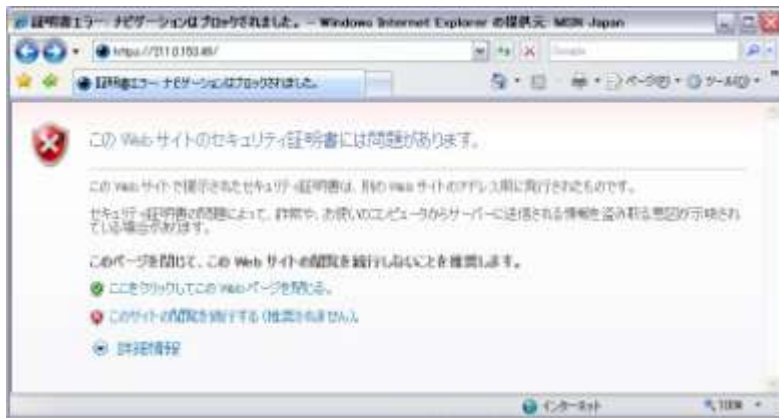 証明書エラー: ナビゲーションはブロックされました。 - Windows Internet Explorer の提供元: MSN Japan
証明書エラー: ナビゲーションはブロックされました。
ページ(P)
ツール(O)
この Web サイトのセキュリティ証明書には問題があります。
この Web サイトで提示されたセキュリティ証明書は、別の Web サイトのアドレス用に発行されたものです。
セキュリティ証明書の問題によって、詐欺や、お使いのコンピュータからサーバーに送信される情報を盗み取る意図が示唆され
ている場合があります。
このページを閉じて、この Web サイトの閲覧を続行しないことを推奨します。
ここをクリックしてこの Web ページを閉じる。
このサイトの閲覧を続行する (推奨されません)。
詳細情報
インターネット
100%